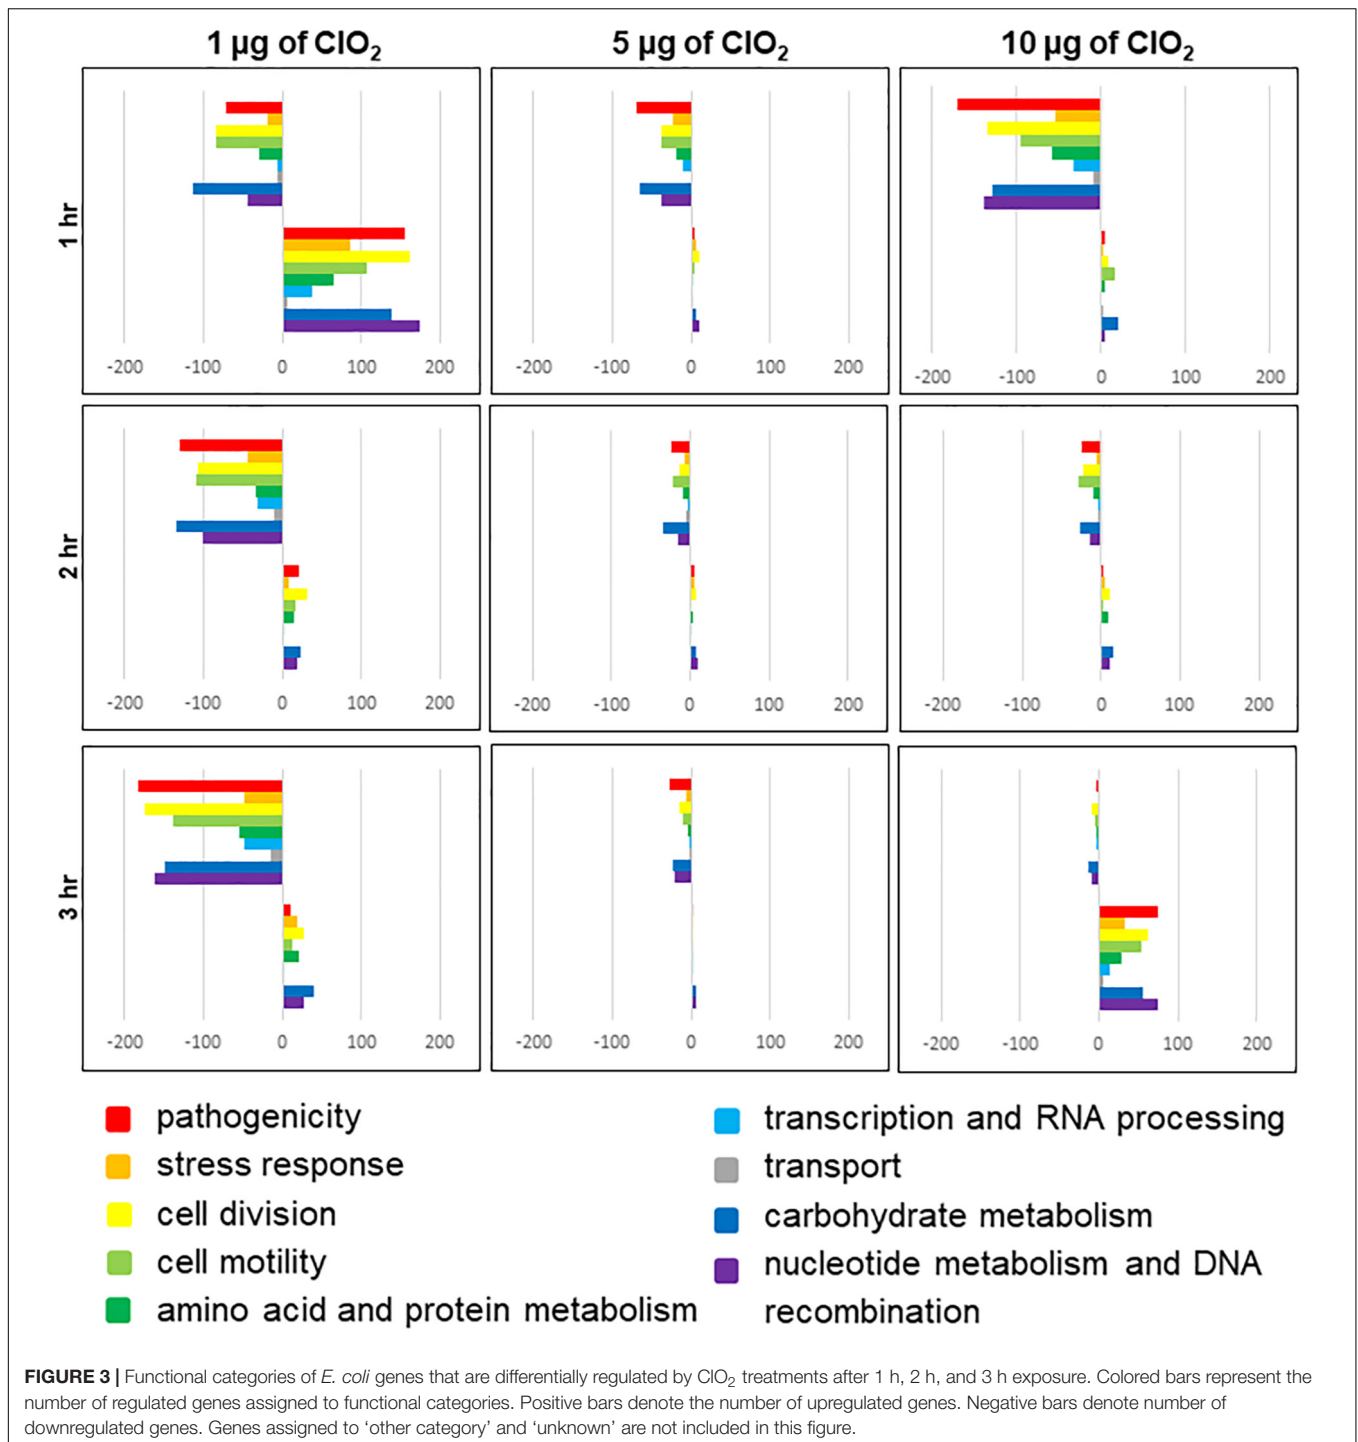 1 µg of ClO₂
5 µg of ClO₂
10 µg of ClO₂
1 hr
-200 -100 0 100 200
-200 -100 0 100 200
-200 -100 0 100 200
2 hr
-200 -100 0 100 200
-200 -100 0 100 200
-200 -100 0 100 200
3 hr
-200 -100 0 100 200
-200 -100 0 100 200
-200 -100 0 100 200
pathogenicity
stress response
cell division
cell motility
amino acid and protein metabolism
transcription and RNA processing
transport
carbohydrate metabolism
nucleotide metabolism and DNA
recombination
FIGURE 3 | Functional categories of E. coli genes that are differentially regulated by ClO₂ treatments after 1 h, 2 h, and 3 h exposure. Colored bars represent the
number of regulated genes assigned to functional categories. Positive bars denote the number of upregulated genes. Negative bars denote number of
downregulated genes. Genes assigned to ‘other category’ and ‘unknown’ are not included in this figure.